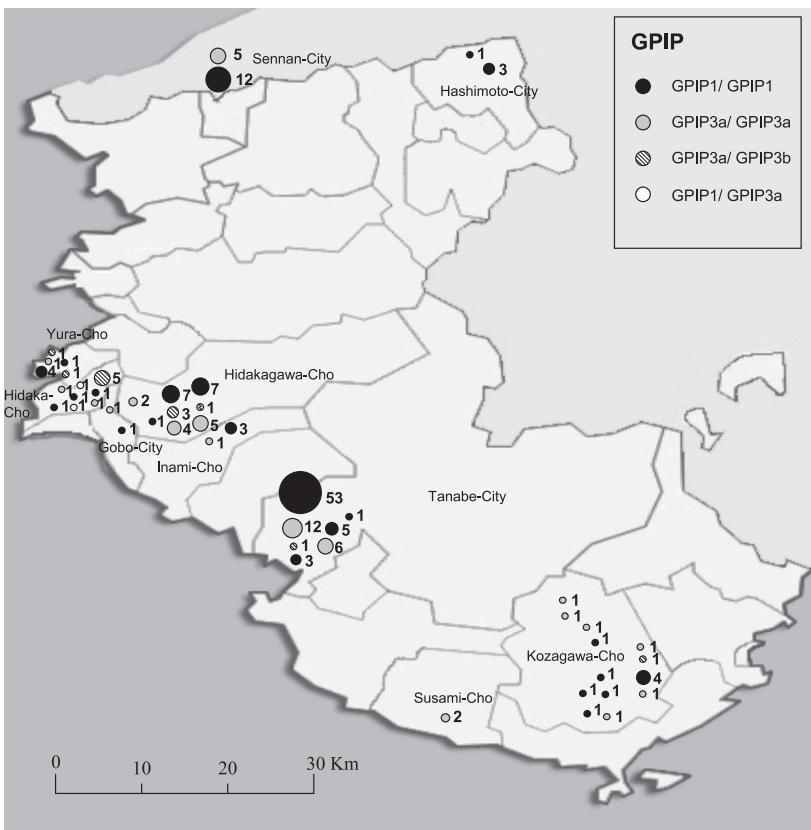 5
Sennan-City
12
1
3
Hashimoto-City
GPIP
GPIP1/ GPIP1
GPIP3a/ GPIP3a
GPIP3a/ GPIP3b
GPIP1/ GPIP3a
Yura-Cho
1
1 1
4 1
5
1
1 1
Hidaka-
Cho
1 1 1 1
2
1
Hidakagawa-Cho
7
7
3
1
4
5
1
3
1
Gobo-City
Inami-Cho
53
Tanabe-City
12
1
5
1
6
3
1
1
1
1
Kozagawa-Cho
1
1
4
1
1
1
1
1
1
Susami-Cho
2
0 10 20 30 Km